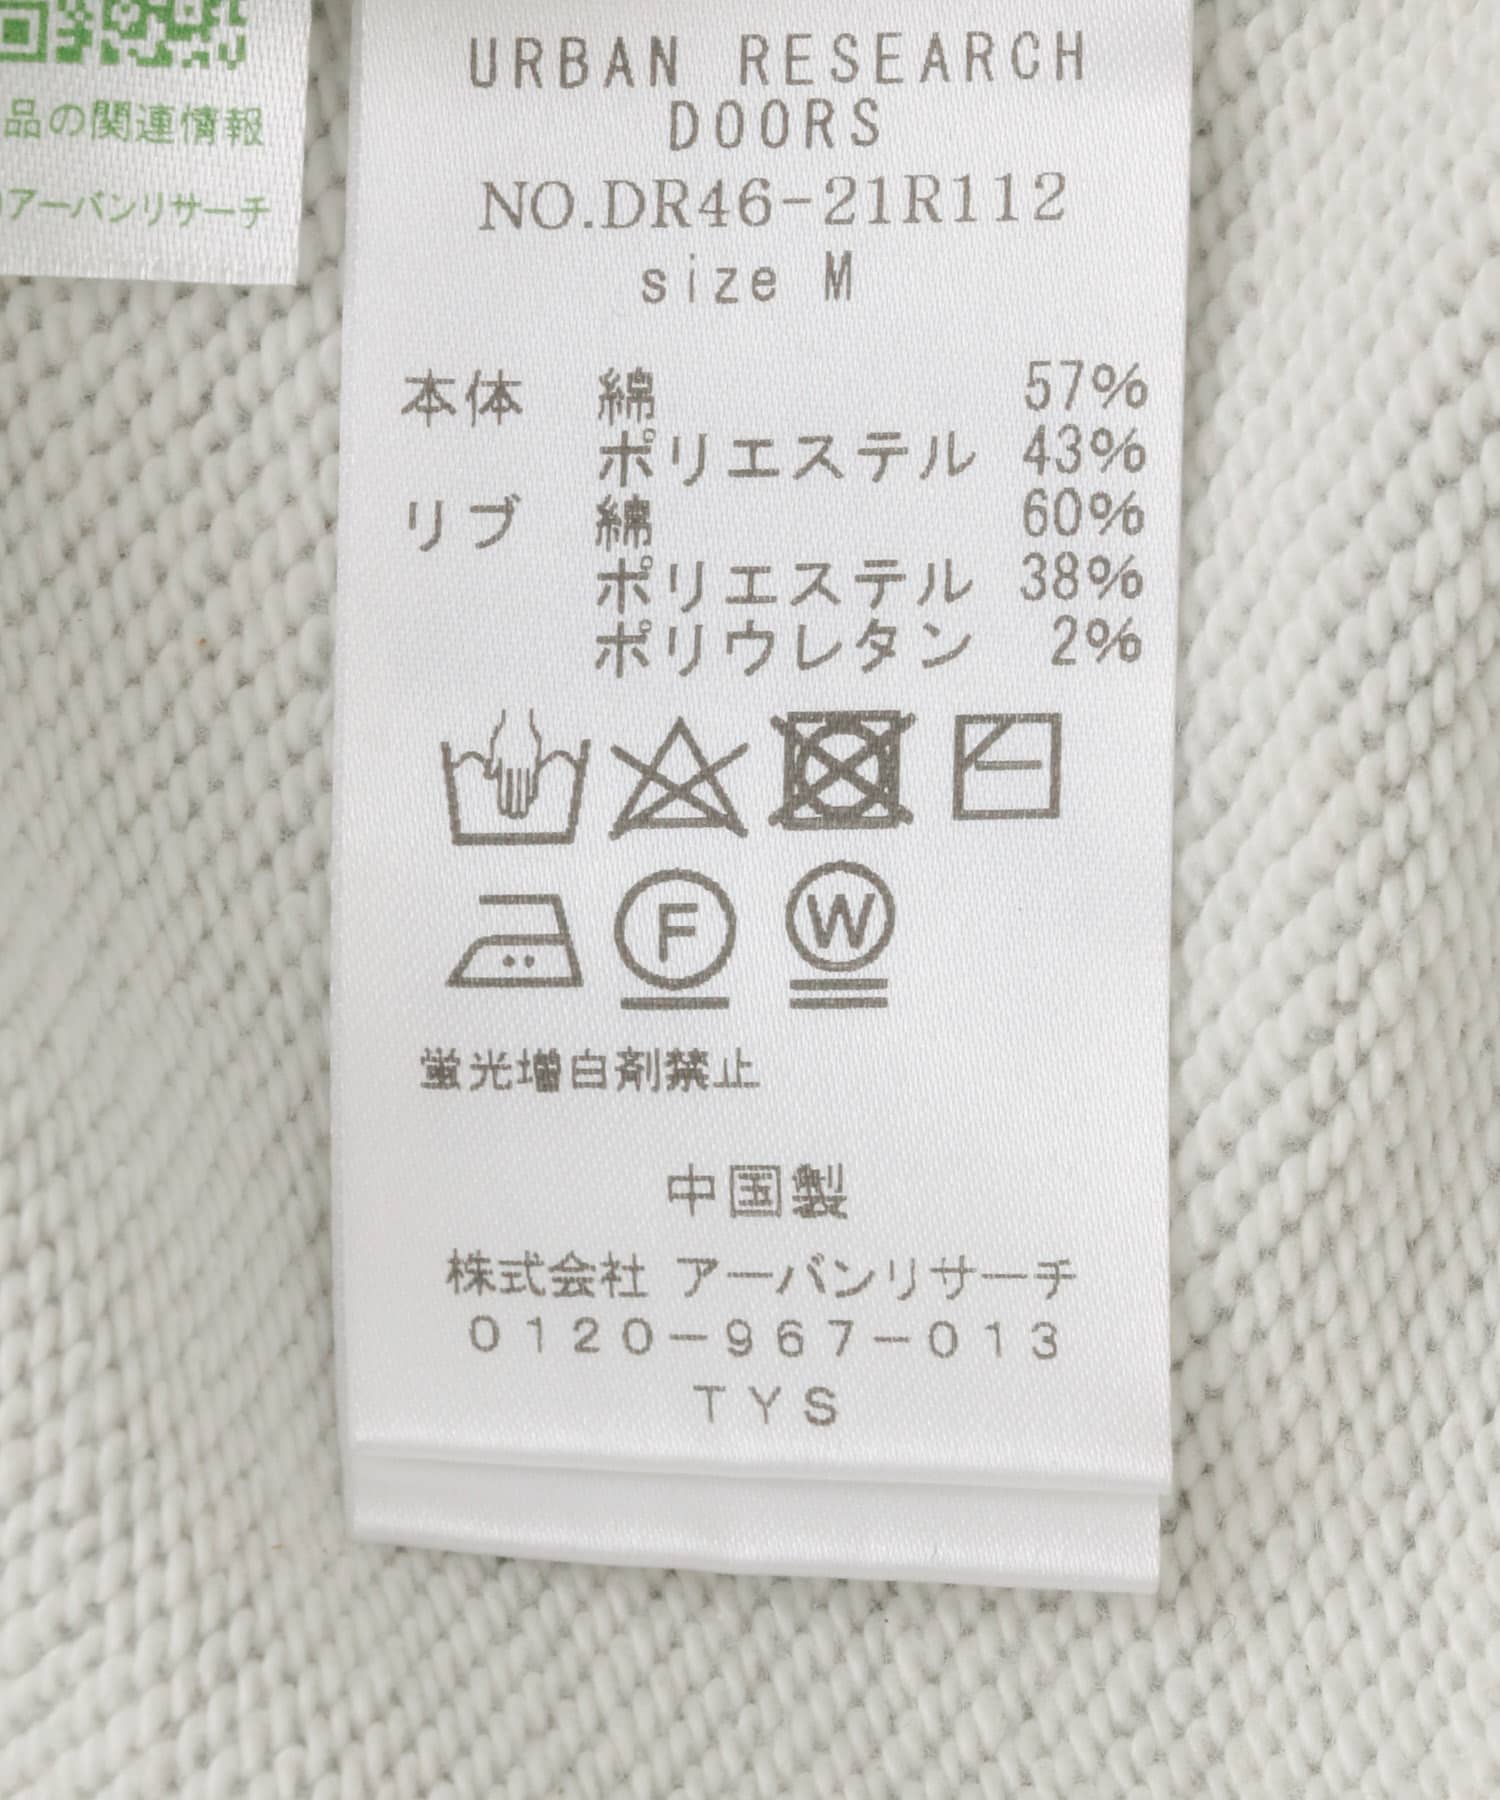 品の関連情報
アーバンリサーチ
URBAN RESEARCH
DOORS
NO.DR46-21R112
size M
本体 綿 57%
ポリエステル 43%
リブ 綿 60%
ポリエステル 38%
ポリウレタン 2%
F W
蛍光増白剤禁止
中国製
株式会社 アーバンリサーチ
0120-967-013
TYS